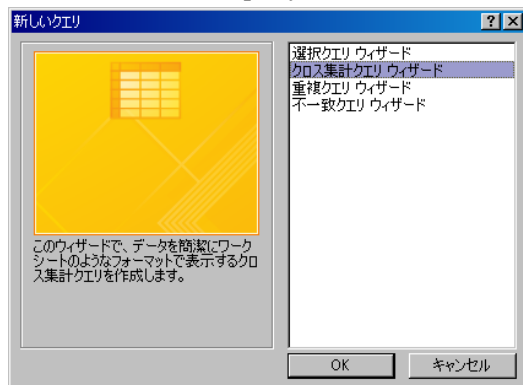 新しいクエリ
選択クエリ ウィザード
クロス集計クエリ ウィザード
重複クエリ ウィザード
不一致クエリ ウィザード
このウィザードで、データを簡潔にワーク
シートのようなフォーマットで表示するクロ
ス集計クエリを作成します。
OK
キャンセル